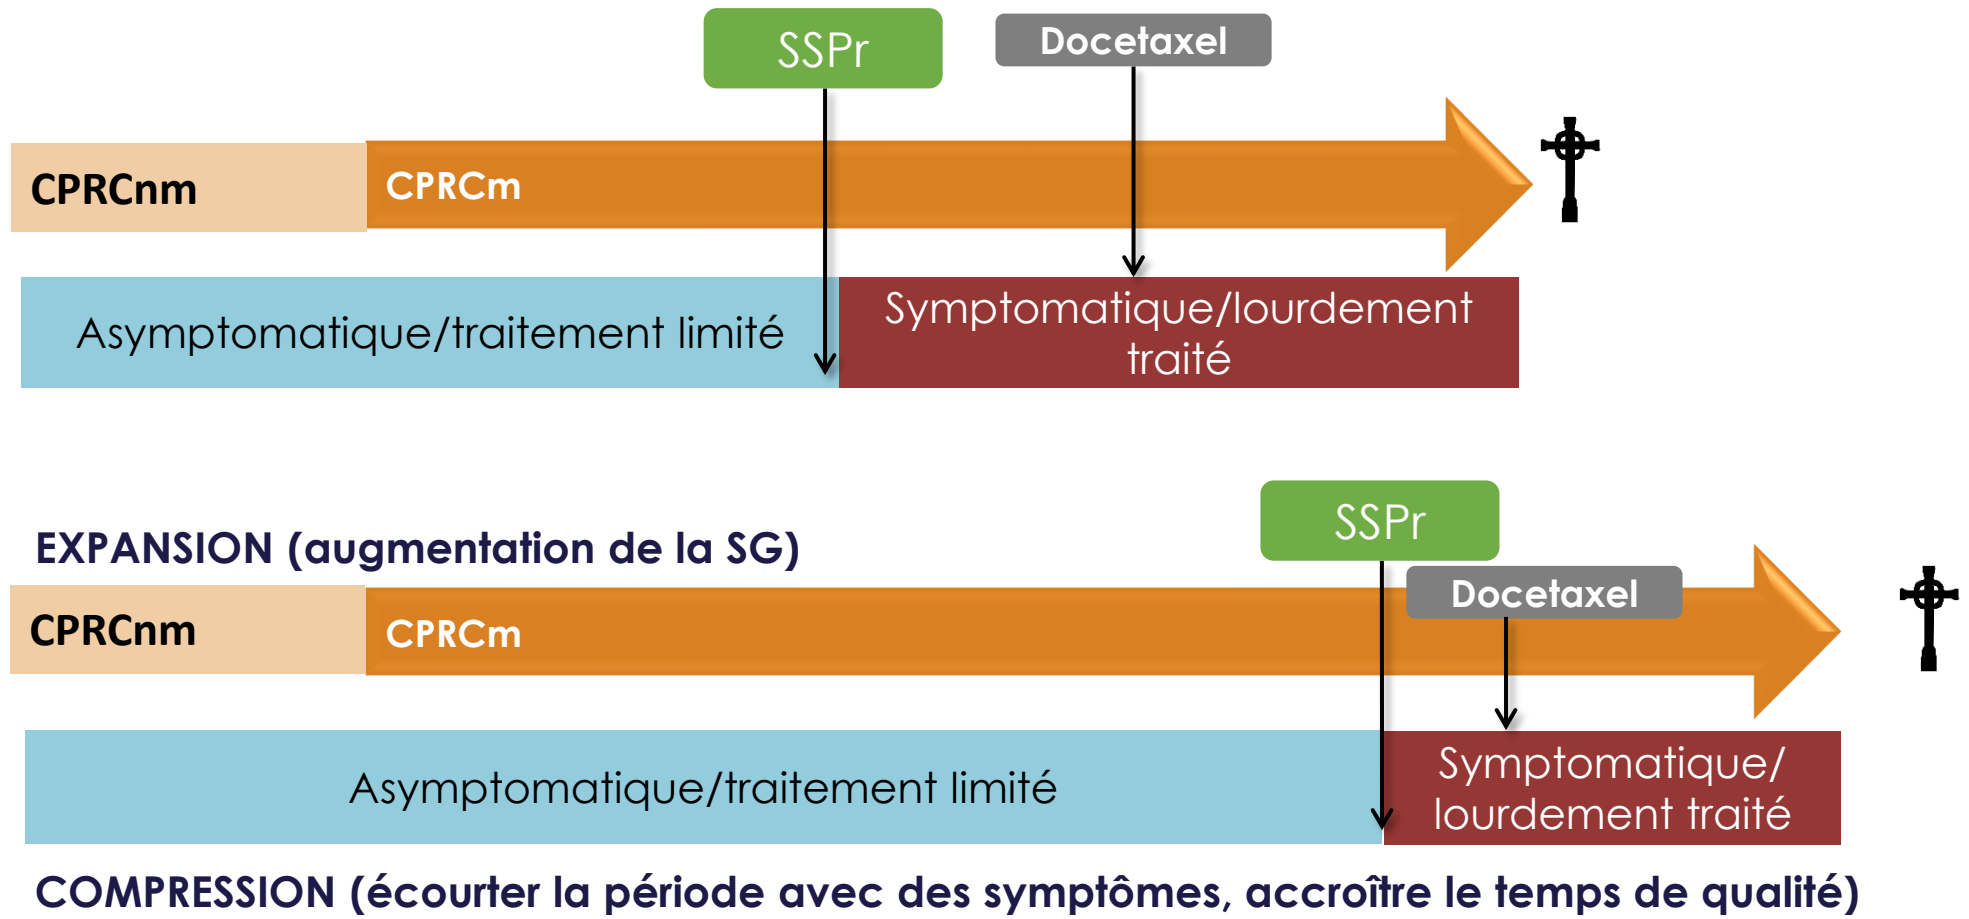 SSPr
Docetaxel
CPRCnm
CPRCm
Asymptomatique/traitement limité
Symptomatique/lourdement
traité
SSPr
EXPANSION (augmentation de la SG)
Docetaxel
CPRCnm
CPRCm
Asymptomatique/traitement limité
Symptomatique/
lourdement traité
COMPRESSION (écourter la période avec des symptômes, accroître le temps de qualité)